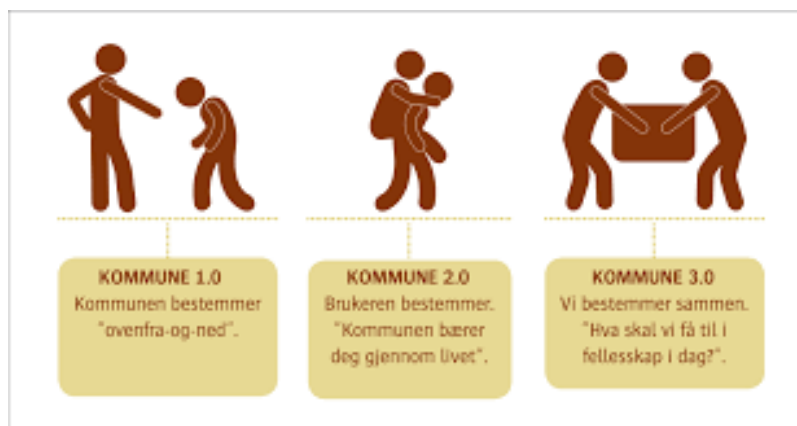 KOMMUNE 1.0
Kommunen bestemmer
"ovenfra-og-ned".
KOMMUNE 2.0
Brukeren bestemmer.
"Kommunen bærer
deg gjennom livet".
KOMMUNE 3.0
Vi bestemmer sammen.
"Hva skal vi få til i
fellesskap i dag?".